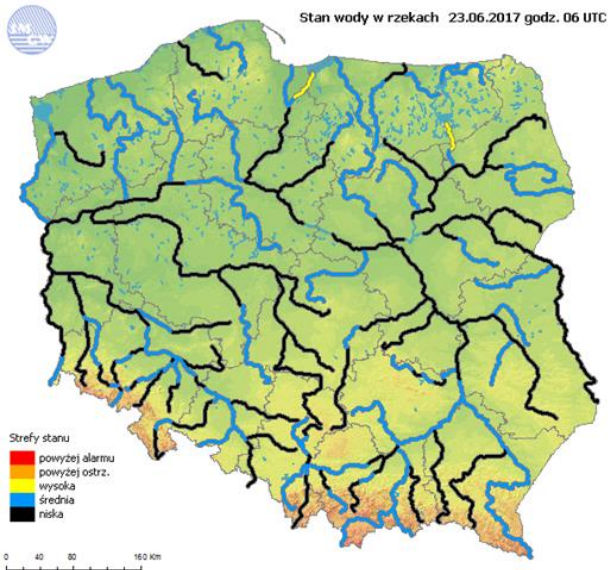 Stan wody w rzekach 23.06.2017 godz. 06 UTC
Strefy stanu
powyżej alarmu
powyżej ostrz.
wysoka
średnia
niska
0 40 80 160 Km